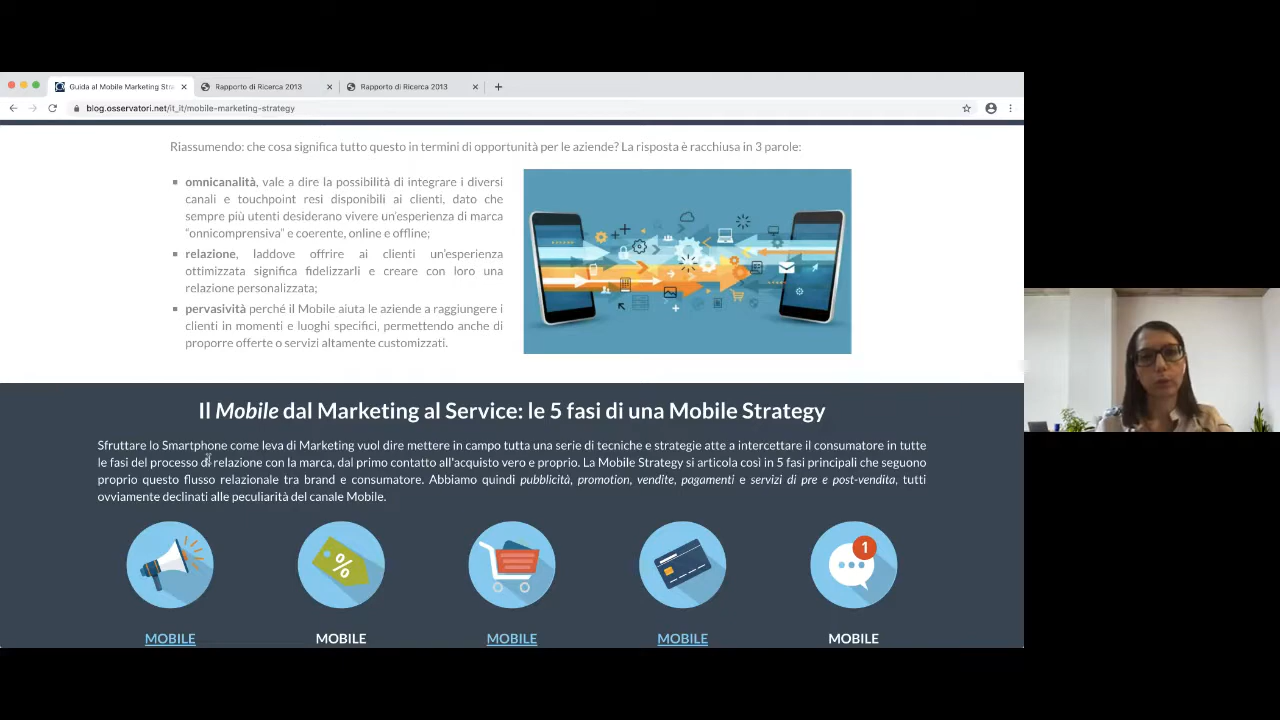 Guida al Mobile Marketing Stra
Rapporto di Ricerca 2013
Rapporto di Ricerca 2013
blog.osservatori.net/it_it/mobile-marketing-strategy
Riassumendo: che cosa significa tutto questo in termini di opportunità per le aziende? La risposta è racchiusa in 3 parole:
omnicanalità, vale a dire la possibilità di integrare i diversi
canali e touchpoint resi disponibili ai clienti, dato che
sempre più utenti desiderano vivere un'esperienza di marca
"onnicomprensiva" e coerente, online e offline;
relazione, laddove offrire ai clienti un'esperienza
ottimizzata significa fidelizzarli e creare con loro una
relazione personalizzata;
pervasività perché il Mobile aiuta le aziende a raggiungere i
clienti in momenti e luoghi specifici, permettendo anche di
proporre offerte o servizi altamente customizzati.
Il Mobile dal Marketing al Service: le 5 fasi di una Mobile Strategy
Sfruttare lo Smartphone come leva di Marketing vuol dire mettere in campo tutta una serie di tecniche e strategie atte a intercettare il consumatore in tutte
le fasi del processo di relazione con la marca, dal primo contatto all'acquisto vero e proprio. La Mobile Strategy si articola così in 5 fasi principali che seguono
proprio questo flusso relazionale tra brand e consumatore. Abbiamo quindi pubblicità, promotion, vendite, pagamenti e servizi di pre e post-vendita, tutti
ovviamente declinati alle peculiarità del canale Mobile.
%
1
MOBILE
MOBILE
MOBILE
MOBILE
MOBILE